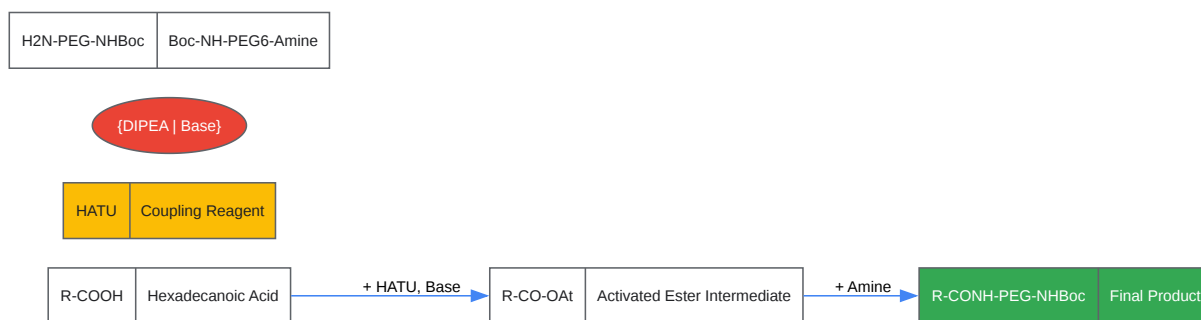 H2N-PEG-NHBoc Boc-NH-PEG6-Amine
{DIPEA | Base}
HATU Coupling Reagent
R-COOH Hexadecanoic Acid + HATU, Base R-CO-OAt Activated Ester Intermediate + Amine R-CONH-PEG-NHBoc Final Product